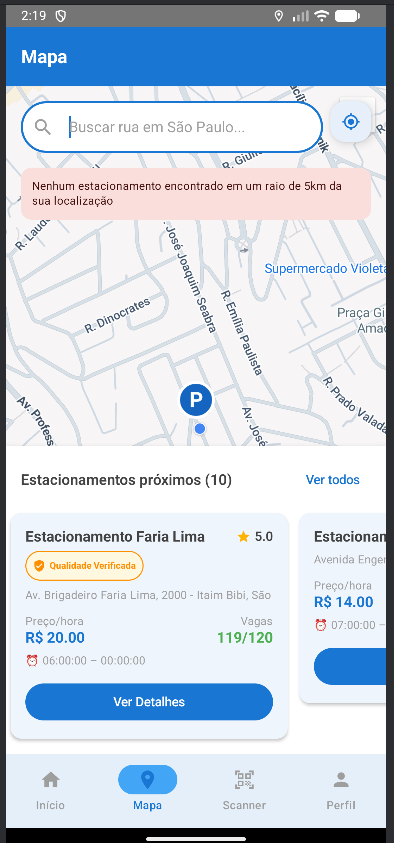 2:19
Mapa
Buscar rua em São Paulo...
R. Giuli
Nenhum estacionamento encontrado em um raio de 5km da
sua localização
R. Laud
Supermercado Violeta
R. José Joaquim Seabra
R. Dinocrates
R. Emília Paulista
Praça Gi
Amad
P
Av. Profess
Av. José
R. Prado Valada
Estacionamentos próximos (10)
Ver todos
Estacionamento Faria Lima
5.0
Qualidade Verificada
Av. Brigadeiro Faria Lima, 2000 - Itaim Bibi, São
Preço/hora
Vagas
R$ 20.00
119/120
06:00:00 – 00:00:00
Ver Detalhes
Estacionam
Avenida Enger
Preço/hora
R$ 14.00
07:00:00 –
Início
Mapa
Scanner
Perfil